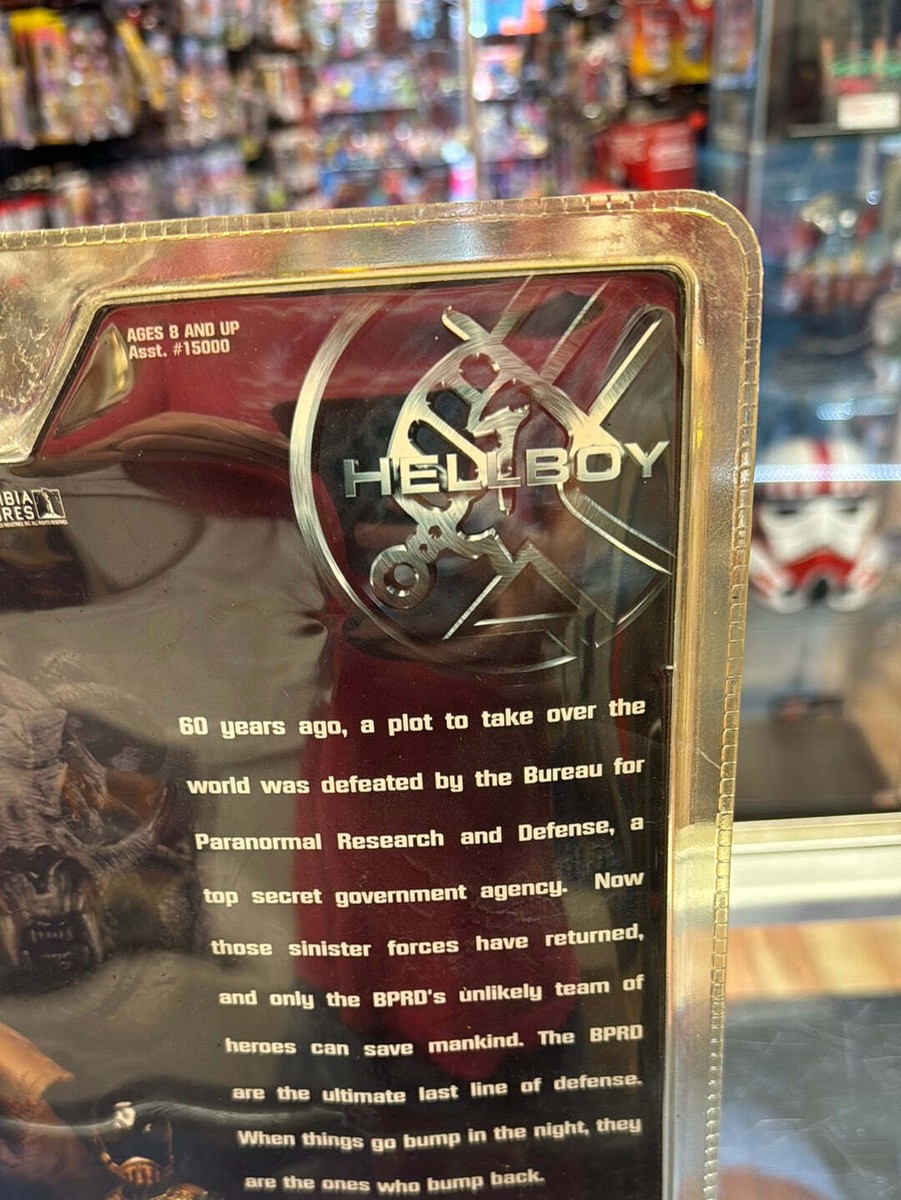 AGES 8 AND UP
Asst. #15000
HELLBOY
60 years ago, a plot to take over the
world was defeated by the Bureau for
Paranormal Research and Defense, a
top secret government agency. Now
those sinister forces have returned,
and only the BPRD's unlikely team of
heroes can save mankind. The BPRD
are the ultimate last line of defense.
When things go bump in the night, they
are the ones who bump back.